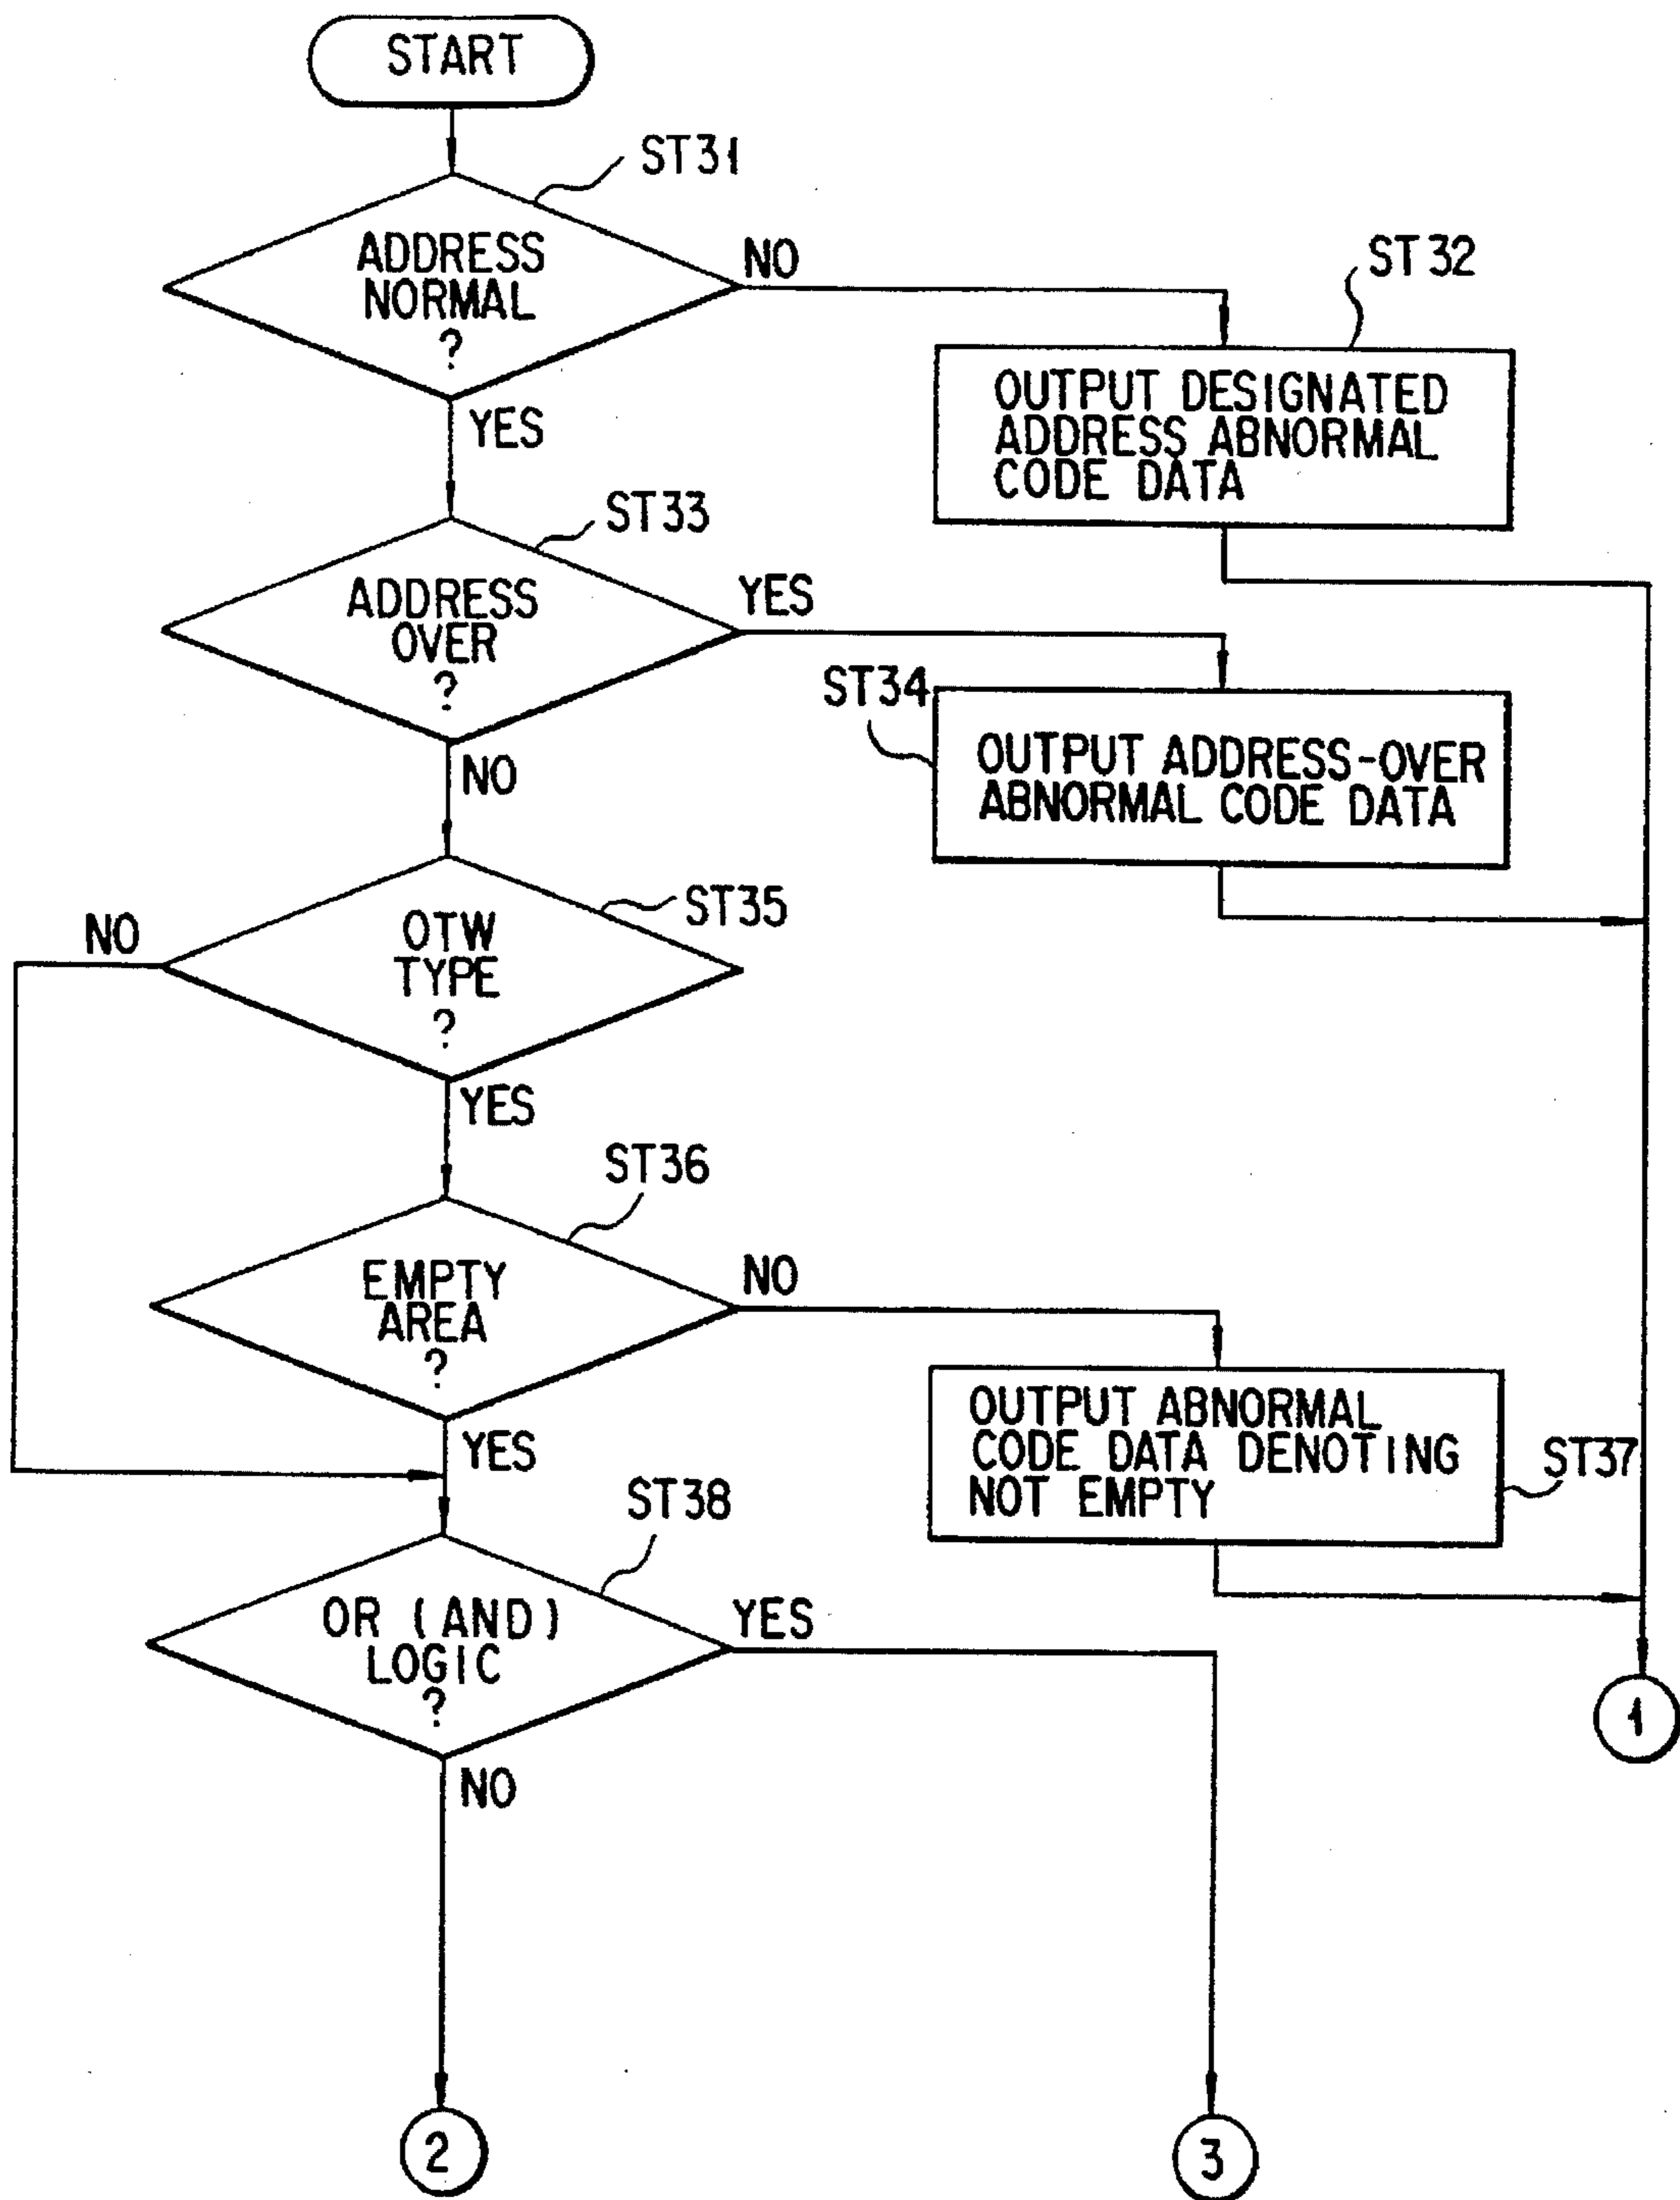 START
ST31
ADDRESS
NORMAL
?
NO
YES
ST32
OUTPUT DESIGNATED
ADDRESS ABNORMAL
CODE DATA
ST33
ADDRESS
OVER
?
YES
NO
ST34
OUTPUT ADDRESS-OVER
ABNORMAL CODE DATA
ST35
OTW
TYPE
?
NO
YES
ST36
EMPTY
AREA
?
NO
YES
OUTPUT ABNORMAL
CODE DATA DENOTING
NOT EMPTY
ST37
ST38
OR (AND)
LOGIC
?
YES
NO
1
2
3